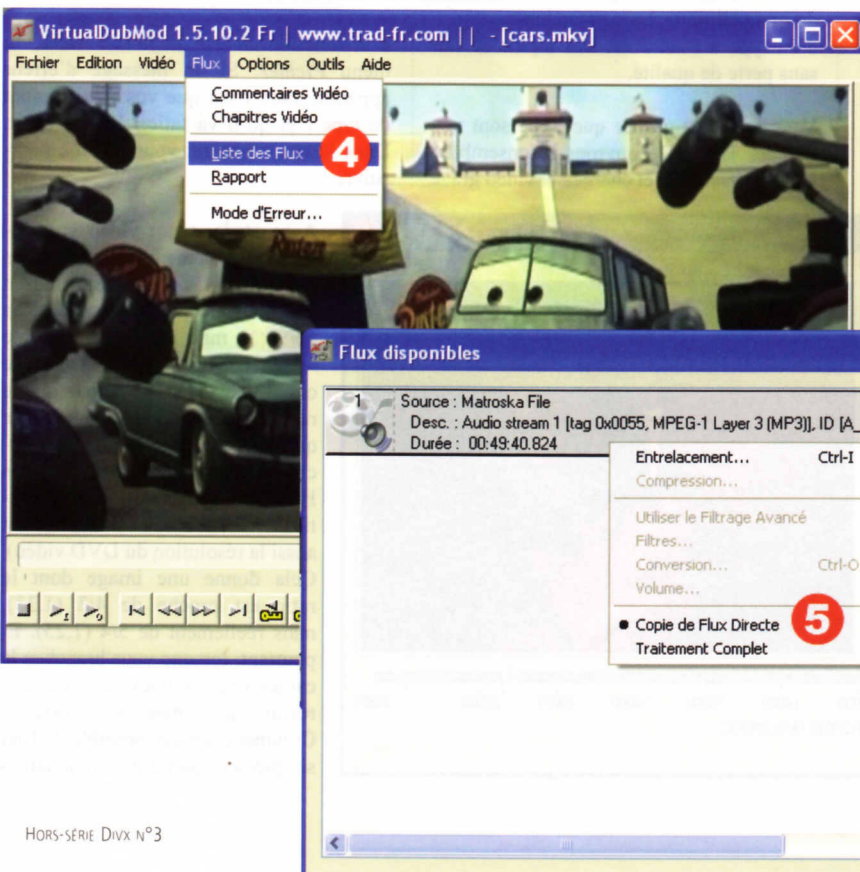 VirtualDubMod 1.5.10.2 Fr | www.trad-fr.com || - [cars.mkv]
Fichier Edition Vidéo Flux Options Outils Aide
Commentaires Vidéo
Chapitres Vidéo
Liste des Flux
4
Rapport
Mode d'Erreur...
Flux disponibles
1
Source : Matroska File
Desc. : Audio stream 1 [tag 0x0055, MPEG-1 Layer 3 (MP3)], ID [A_
Durée : 00:49:40.824
Entrelacement... Ctrl-I
Compression...
Utiliser le Filtrage Avancé
Filtres...
Conversion... Ctrl-O
Volume...
Copie de Flux Directe
5
Traitement Complet
HORS-SÉRIE DIVX N°3